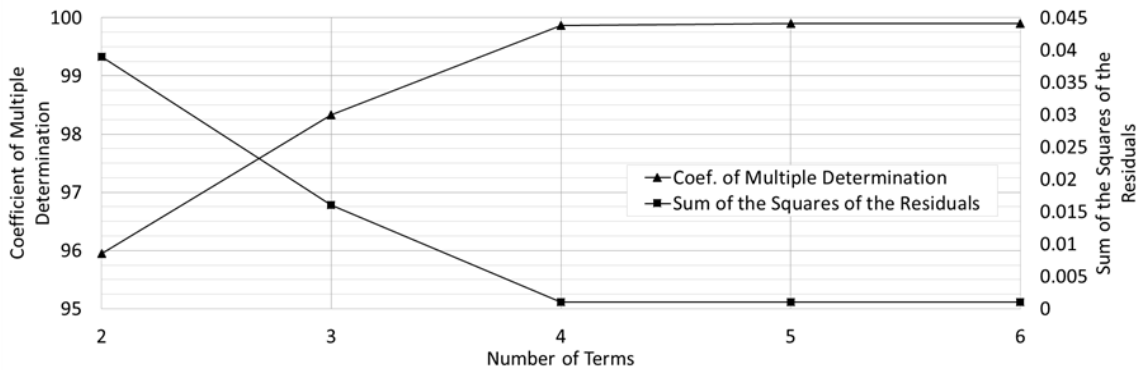 100
99
98
97
96
95
Coefficient of Multiple
Determination
0.045
0.04
0.035
0.03
0.025
0.02
0.015
0.01
0.005
0
Sum of the Squares of the
Residuals
Coef. of Multiple Determination
Sum of the Squares of the Residuals
2 3 4 5 6
Number of Terms